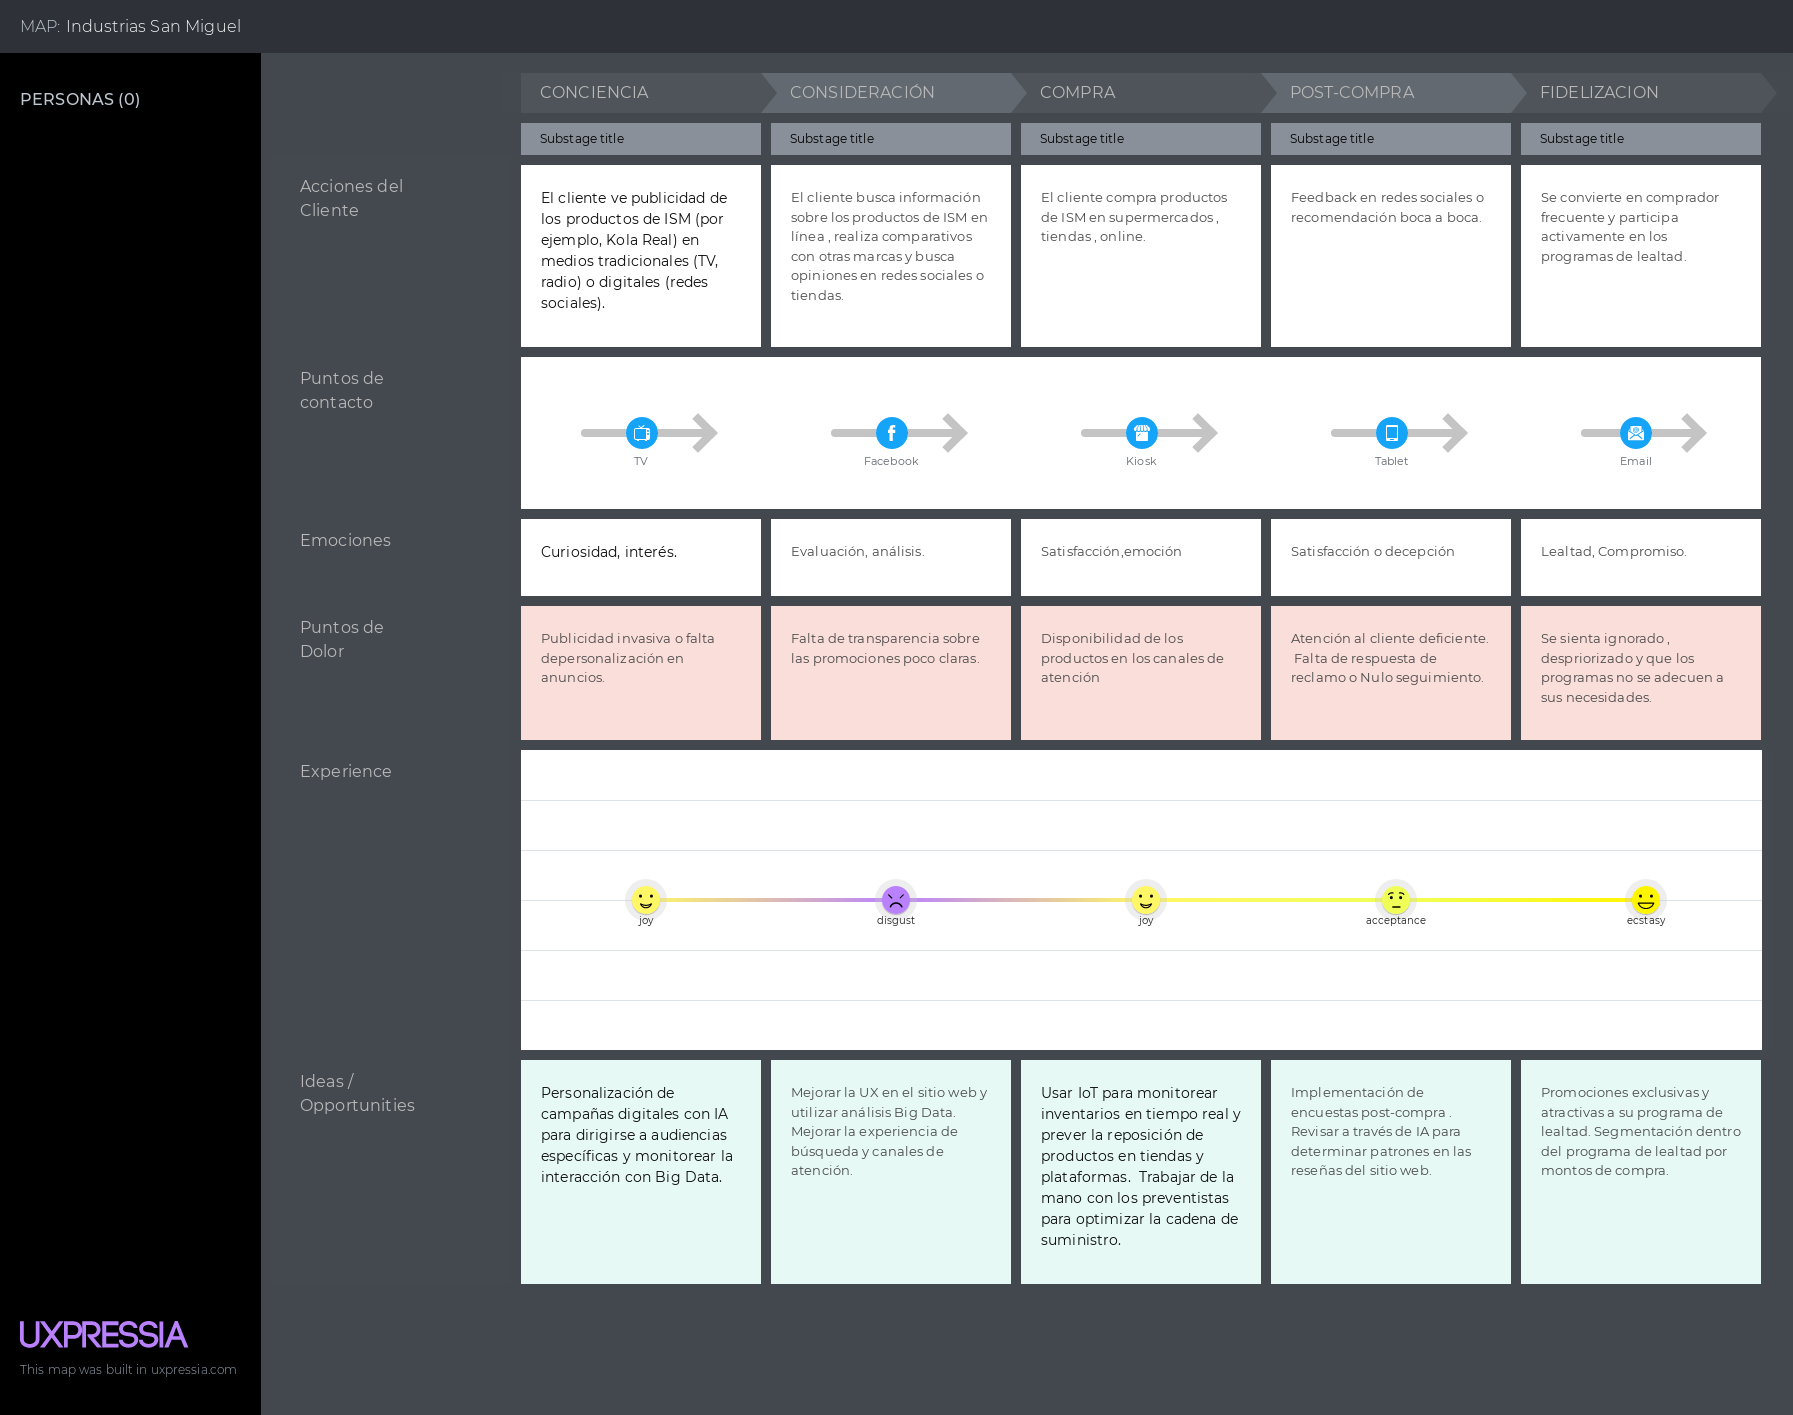 MAP: Industrias San Miguel
PERSONAS (0)
CONCIENCIA
CONSIDERACIÓN
COMPRA
POST-COMPRA
FIDELIZACION
Substage title
Substage title
Substage title
Substage title
Substage title
Acciones del
Cliente
El cliente ve publicidad de
los productos de ISM (por
ejemplo, Kola Real) en
medios tradicionales (TV,
radio) o digitales (redes
sociales).
El cliente busca información
sobre los productos de ISM en
línea , realiza comparativos
con otras marcas y busca
opiniones en redes sociales o
tiendas.
El cliente compra productos
de ISM en supermercados ,
tiendas , online.
Feedback en redes sociales o
recomendación boca a boca.
Se convierte en comprador
frecuente y participa
activamente en los
programas de lealtad.
Puntos de
contacto
TV
Facebook
Kiosk
Tablet
Email
Emociones
Curiosidad, interés.
Evaluación, análisis.
Satisfacción,emoción
Satisfacción o decepción
Lealtad, Compromiso.
Puntos de
Dolor
Publicidad invasiva o falta
depersonalización en
anuncios.
Falta de transparencia sobre
las promociones poco claras.
Disponibilidad de los
productos en los canales de
atención
Atención al cliente deficiente.
Falta de respuesta de
reclamo o Nulo seguimiento.
Se sienta ignorado ,
despriorizado y que los
programas no se adecuen a
sus necesidades.
Experience
joy
disgust
joy
acceptance
ecstasy
Ideas /
Opportunities
Personalización de
campañas digitales con IA
para dirigirse a audiencias
específicas y monitorear la
interacción con Big Data.
Mejorar la UX en el sitio web y
utilizar análisis Big Data.
Mejorar la experiencia de
búsqueda y canales de
atención.
Usar IoT para monitorear
inventarios en tiempo real y
prever la reposición de
productos en tiendas y
plataformas.  Trabajar de la
mano con los preventistas
para optimizar la cadena de
suministro.
Implementación de
encuestas post-compra .
Revisar a través de IA para
determinar patrones en las
reseñas del sitio web.
Promociones exclusivas y
atractivas a su programa de
lealtad. Segmentación dentro
del programa de lealtad por
montos de compra.
UXPRESSIA
This map was built in uxpressia.com